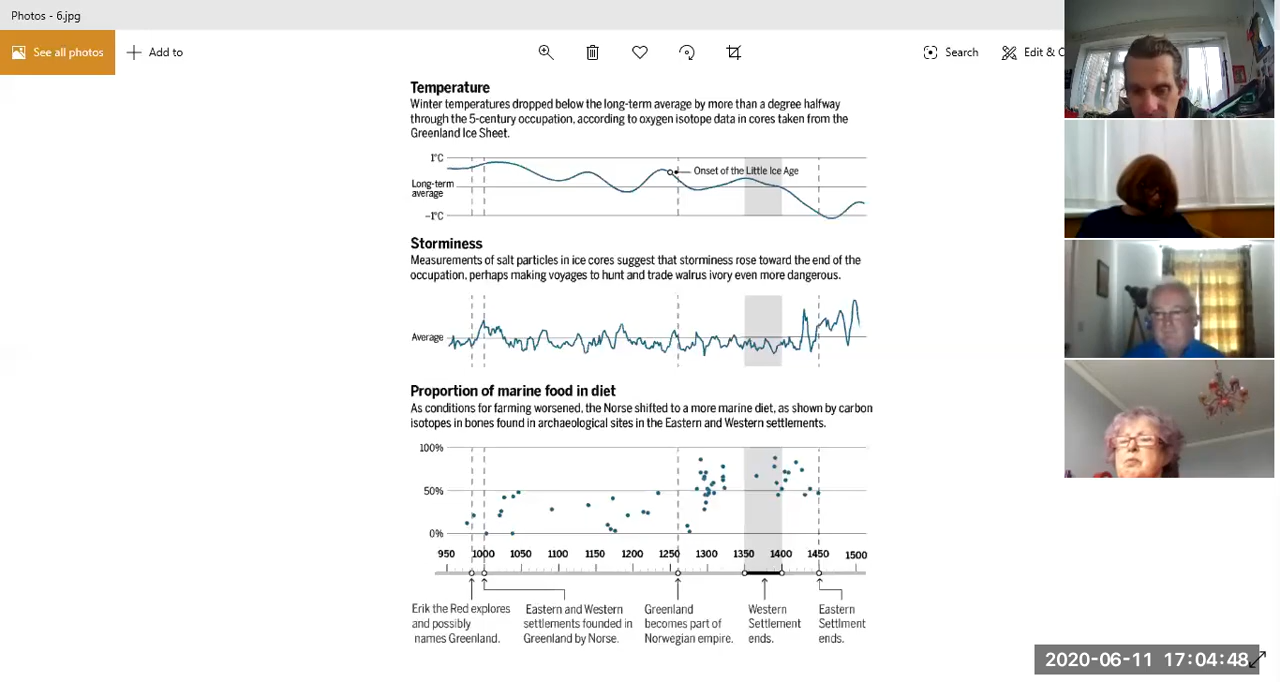 Photos - 6.jpg
See all photos
Add to
Search
Edit & C
Temperature
Winter temperatures dropped below the long-term average by more than a degree halfway
through the 5-century occupation, according to oxygen isotope data in cores taken from the
Greenland Ice Sheet.
1°C
Onset of the Little Ice Age
Long-term
average
-1°C
Storminess
Measurements of salt particles in ice cores suggest that storminess rose toward the end of the
occupation, perhaps making voyages to hunt and trade walrus ivory even more dangerous.
Average
Proportion of marine food in diet
As conditions for farming worsened, the Norse shifted to a more marine diet, as shown by carbon
isotopes in bones found in archaeological sites in the Eastern and Western settlements.
100%
50%
0%
950 1000 1050 1100 1150 1200 1250 1300 1350 1400 1450 1500
Erik the Red explores
and possibly
names Greenland.
Eastern and Western
settlements founded in
Greenland by Norse.
Greenland
becomes part of
Norwegian empire.
Western
Settlement
ends.
Eastern
Settlment
ends.
2020-06-11 17:04:48